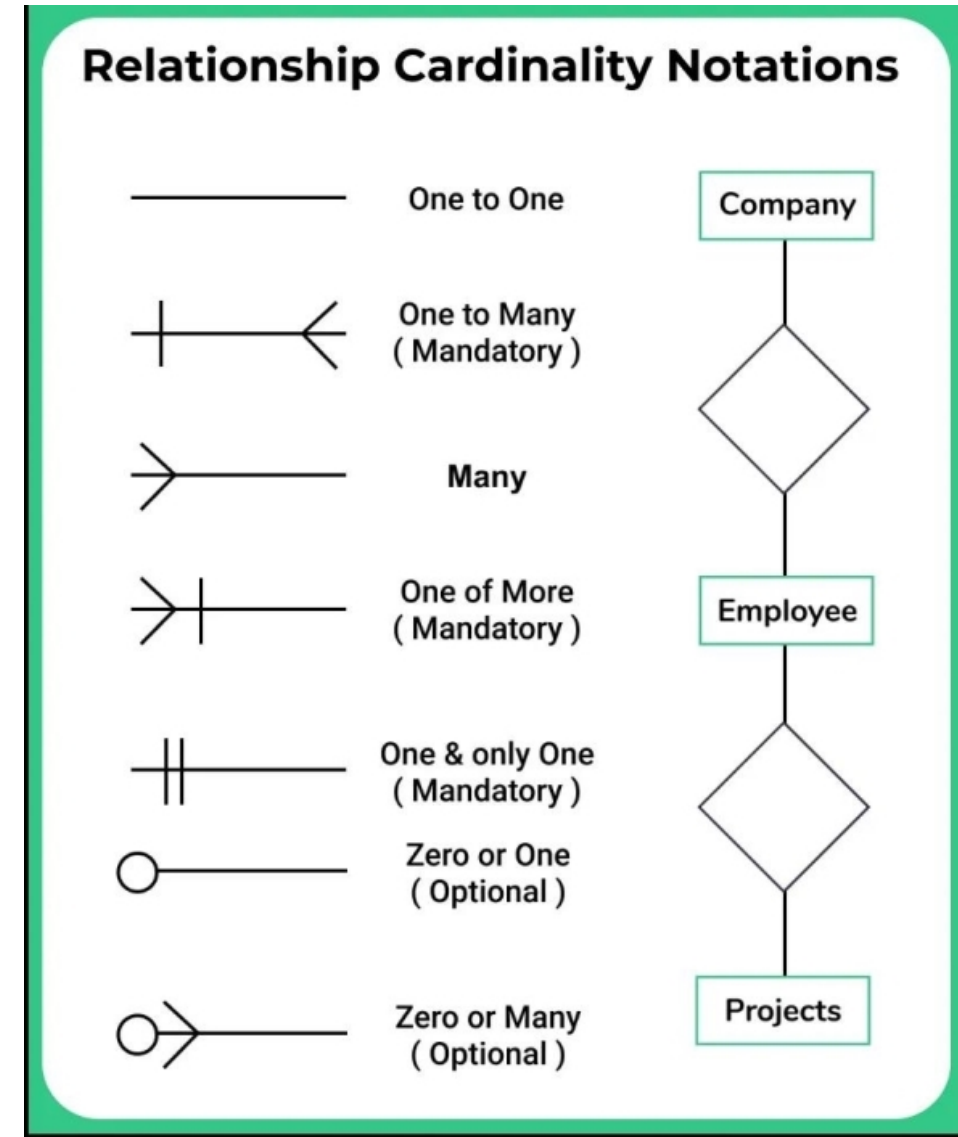 Relationship Cardinality Notations
One to One
One to Many
( Mandatory )
Many
One of More
( Mandatory )
One & only One
( Mandatory )
Zero or One
( Optional )
Zero or Many
( Optional )
Company
Employee
Projects